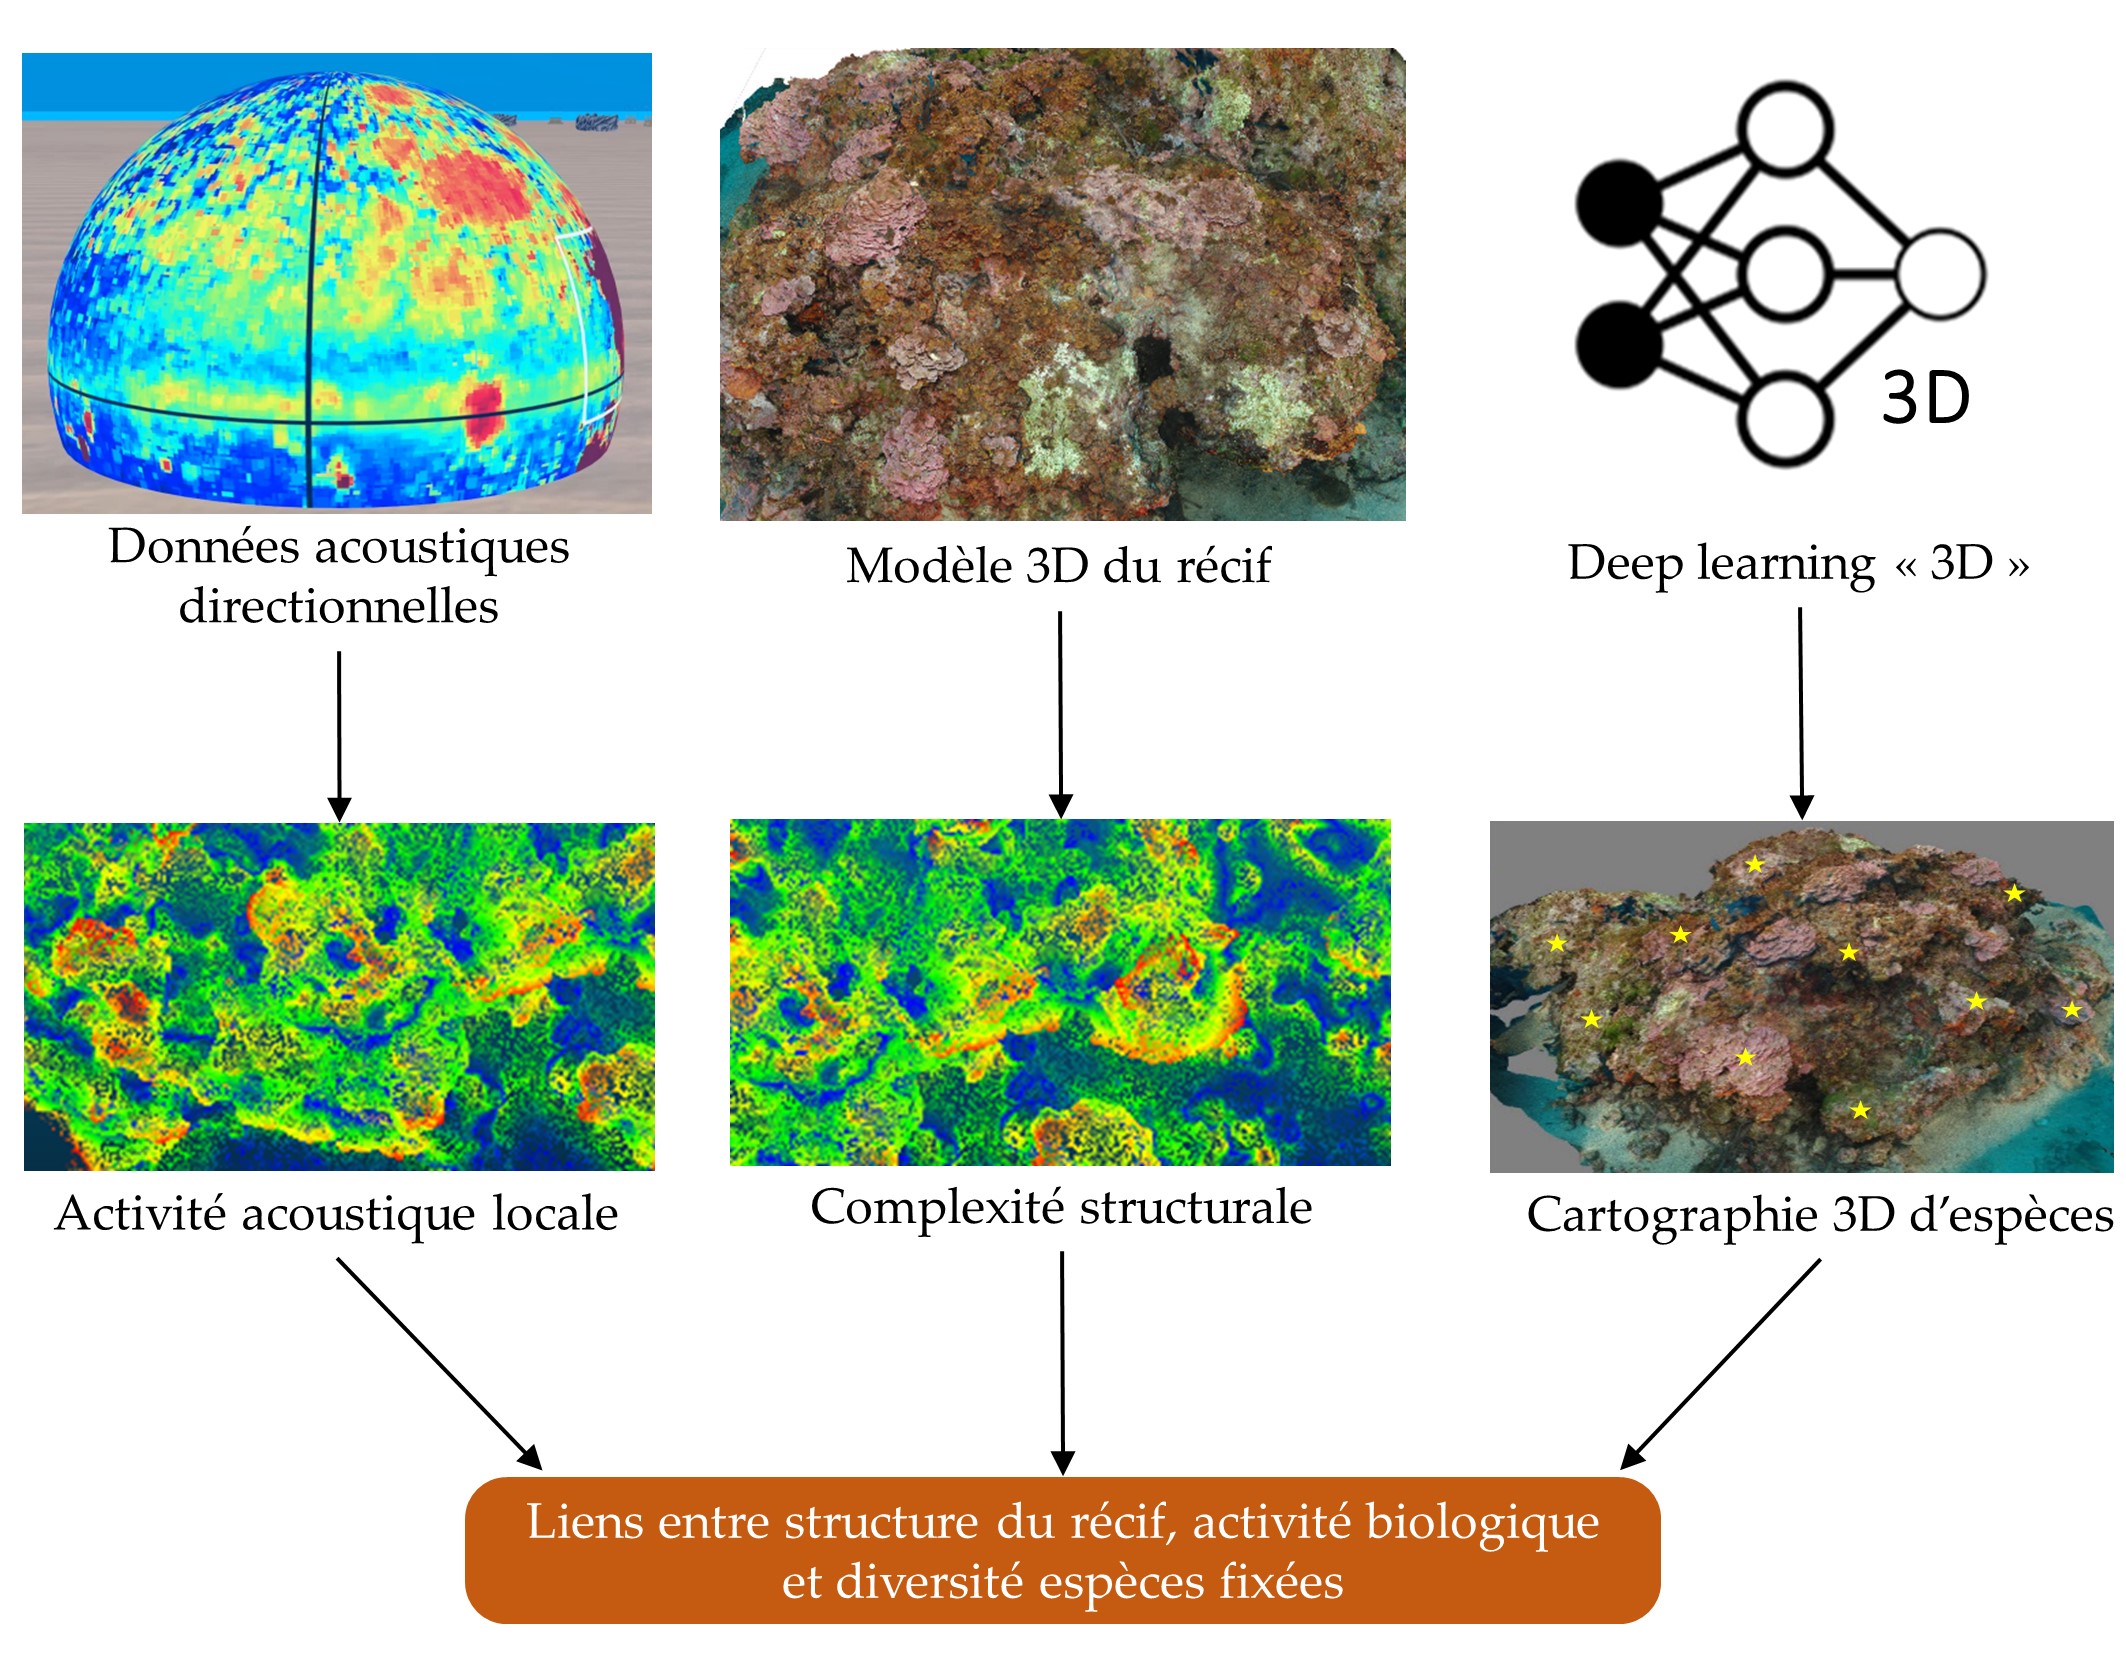 3D
Données acoustiques
directionnelles
Modèle 3D du récif
Deep learning « 3D »
Activité acoustique locale
Complexité structurale
Cartographie 3D d’espèces
Liens entre structure du récif, activité biologique
et diversité espèces fixées